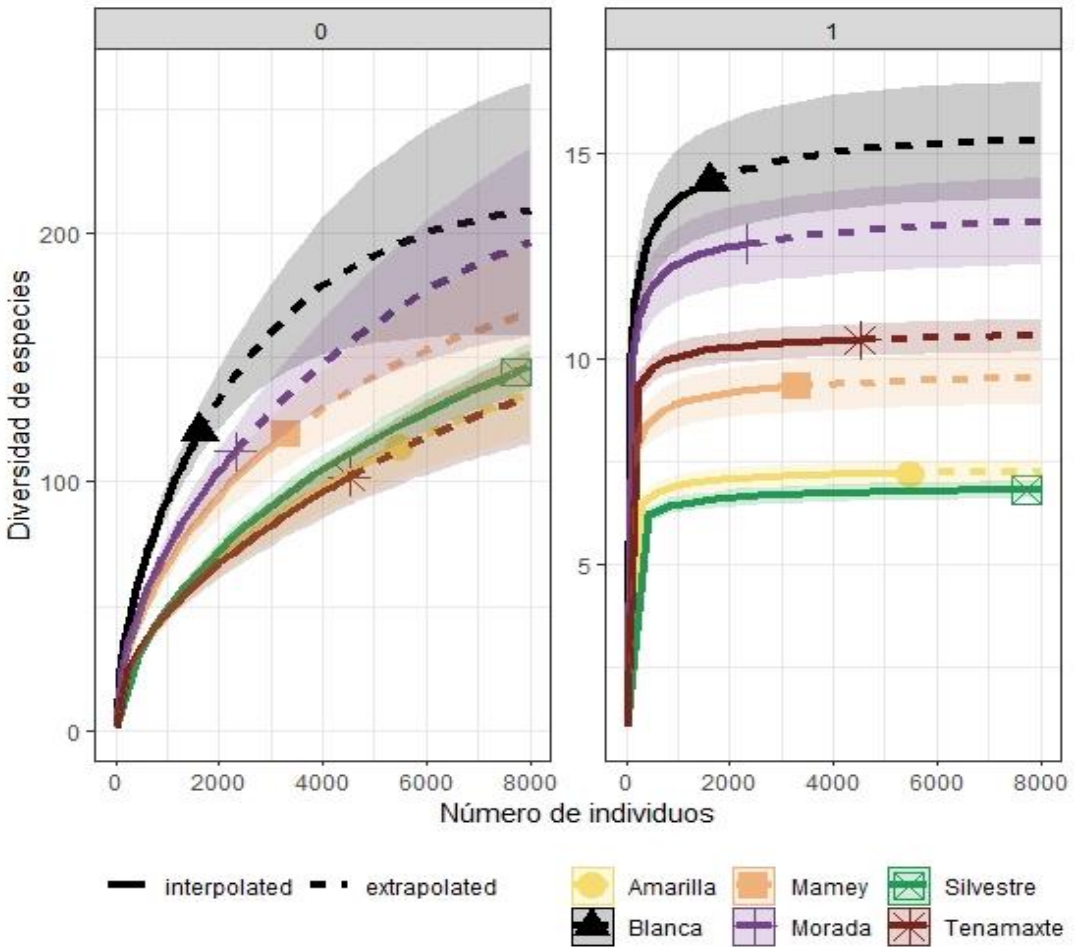 0
1
Diversidad de especies
200
100
0
15
10
5
0 2000 4000 6000 8000
0 2000 4000 6000 8000
Número de individuos
interpolated extrapolated
Amarilla Mamey Silvestre
Blanca Morada Tenamaxte